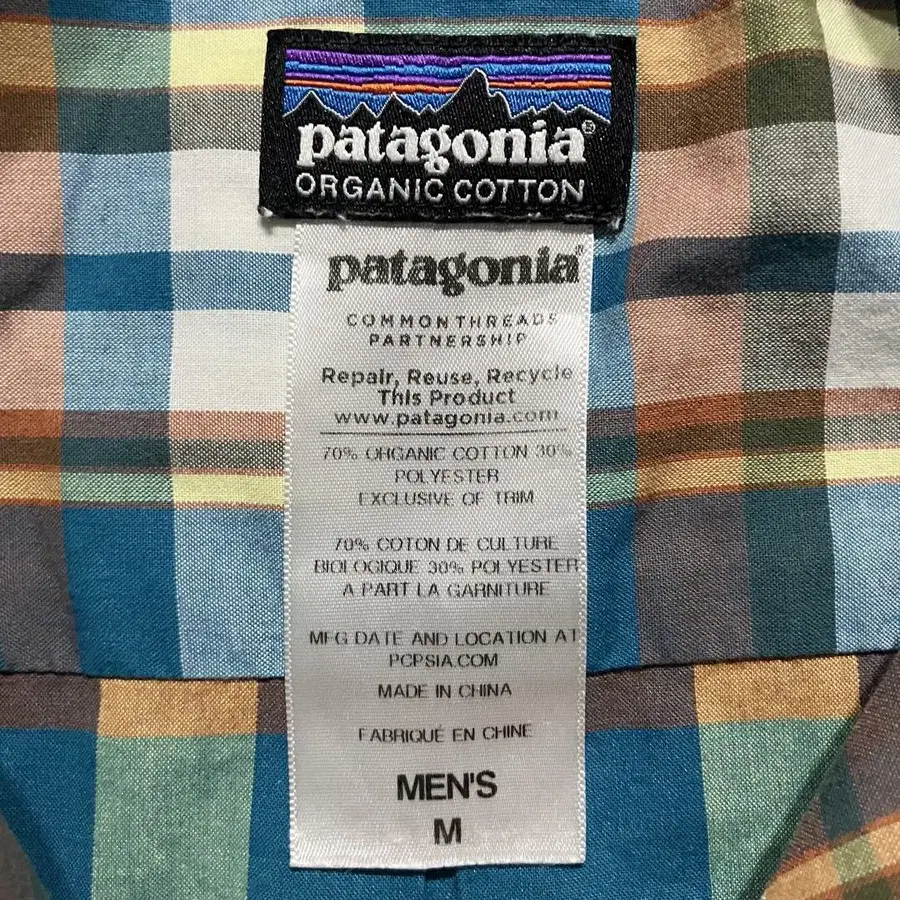 patagonia®
ORGANIC COTTON
patagonia®
COMMON THREADS
PARTNERSHIP
Repair, Reuse, Recycle
This Product
www.patagonia.com
70% ORGANIC COTTON 30%
POLYESTER
EXCLUSIVE OF TRIM
70% COTON DE CULTURE
BIOLOGIQUE 30% POLYESTER
A PART LA GARNITURE
MFG DATE AND LOCATION AT
PCPSIA.COM
MADE IN CHINA
FABRIQUÉ EN CHINE
MEN'S
M